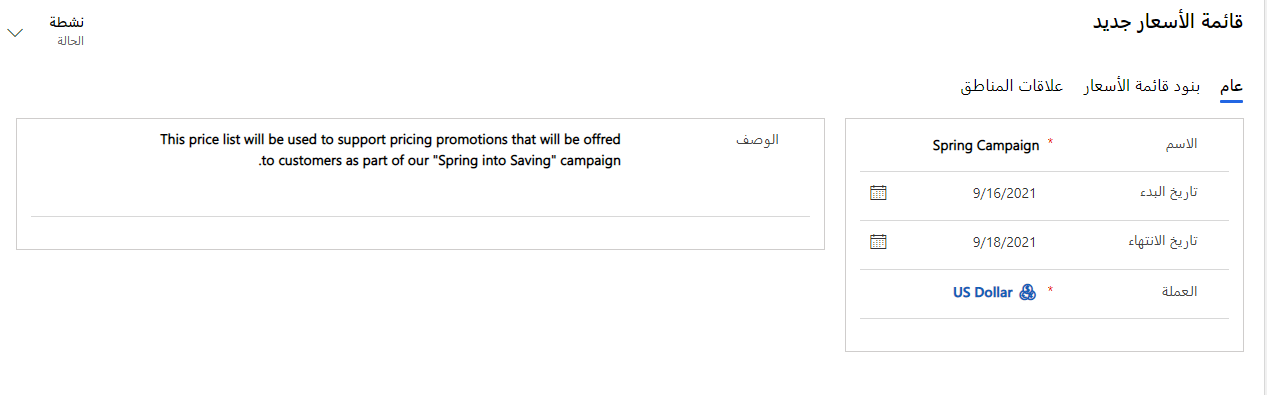 قائمة الأسعار جديد
نشطة
الحالة
عام
بنود قائمة الأسعار
علاقات المناطق
الاسم
* Spring Campaign
تاريخ البدء
9/16/2021
تاريخ الانتهاء
9/18/2021
العملة
* US Dollar
الوصف
This price list will be used to support pricing promotions that will be offred
.to customers as part of our "Spring into Saving" campaign